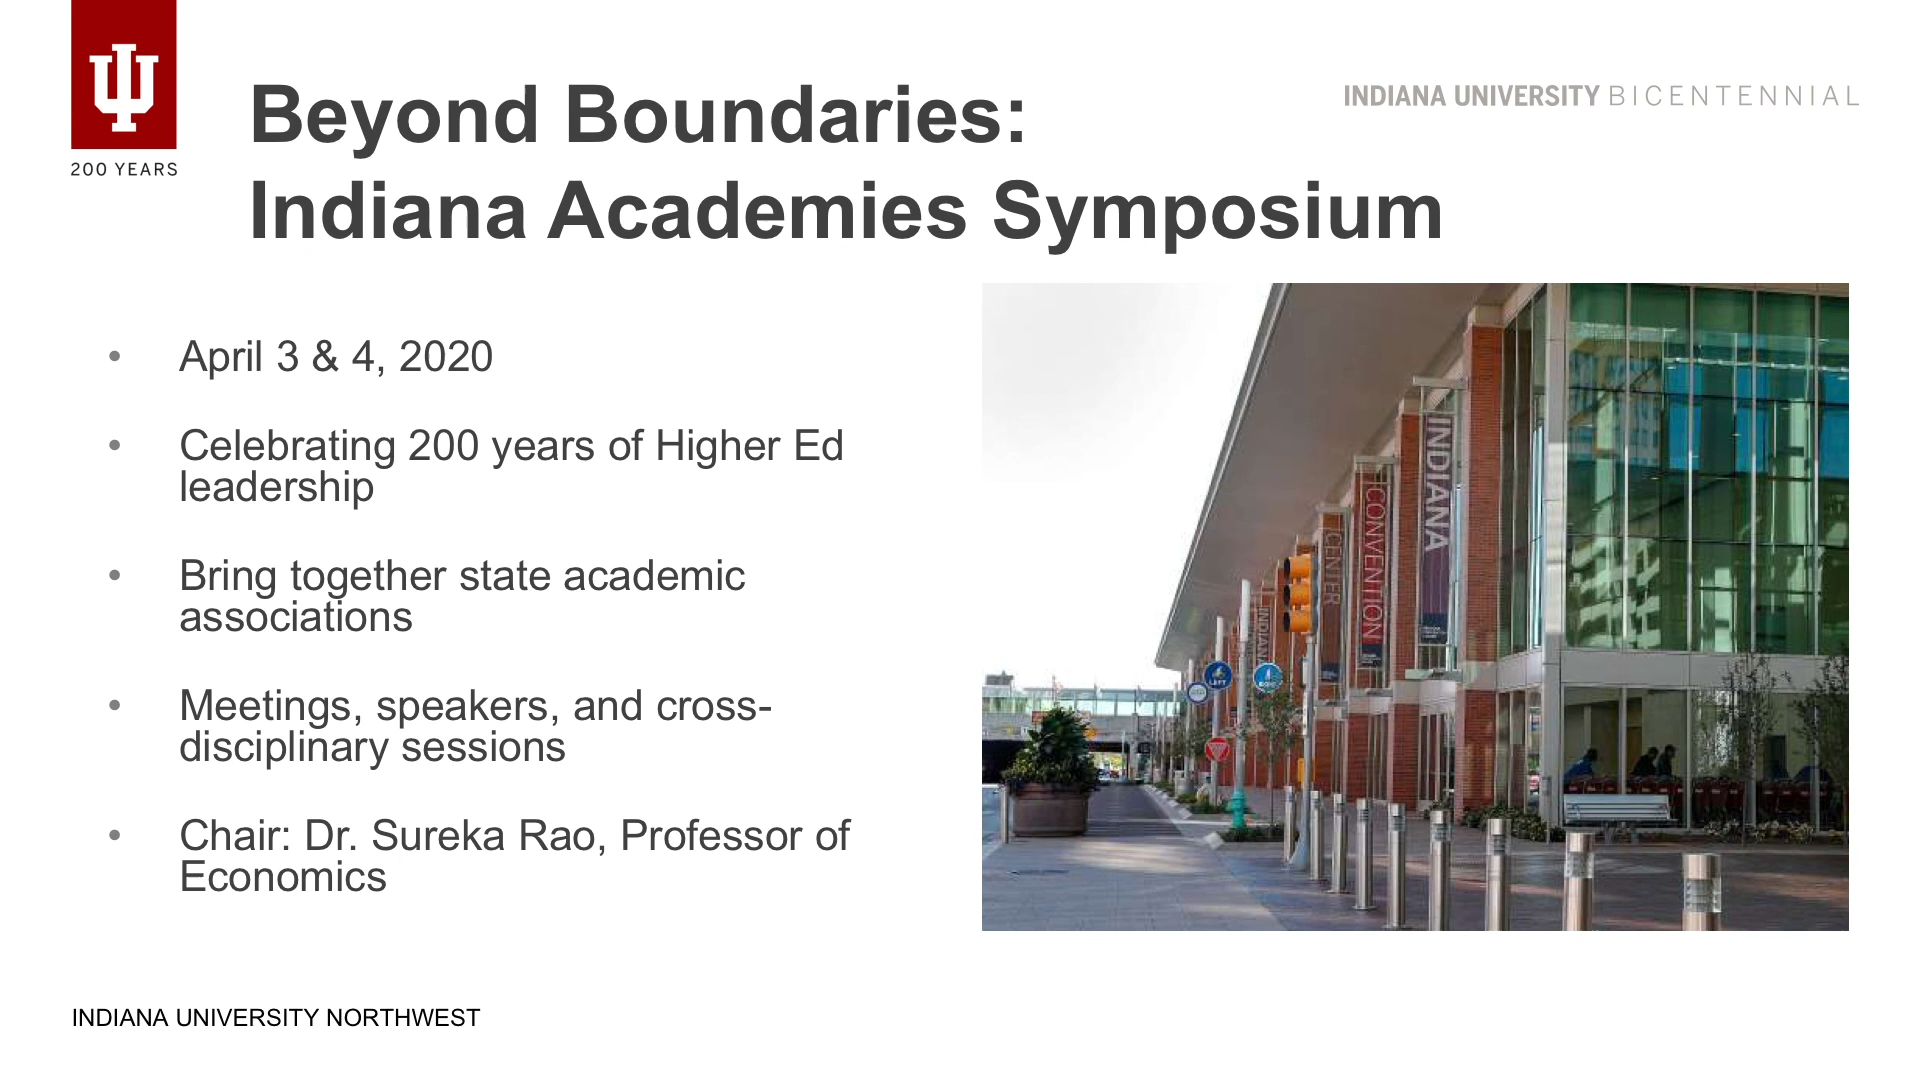 200 YEARS
INDIANA UNIVERSITY BICENTENNIAL
Beyond Boundaries:
Indiana Academies Symposium
• April 3 & 4, 2020
• Celebrating 200 years of Higher Ed
leadership
• Bring together state academic
associations
• Meetings, speakers, and cross-
disciplinary sessions
• Chair: Dr. Sureka Rao, Professor of
Economics
INDIANA
CONVENTION
CENTER
INDIANA
LEFT
INDIANA UNIVERSITY NORTHWEST